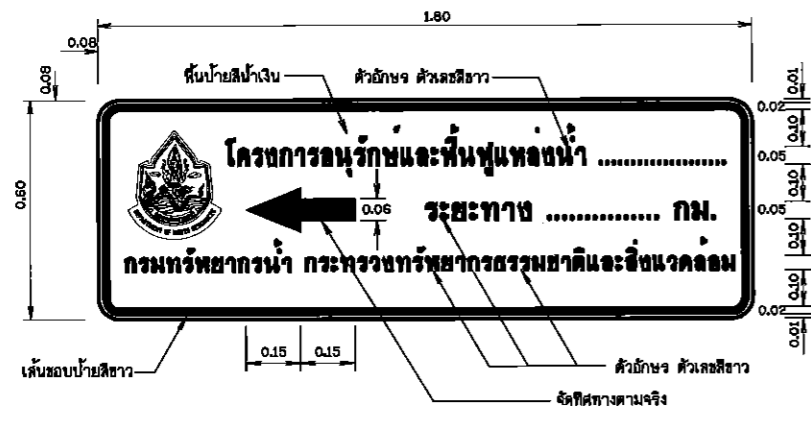 1.80
0.08
0.08
พื้นป้ายสีน้ำเงิน
ตัวอักษร ตัวเลขสีขาว
0.01
0.02
0.10
โครงการอนุรักษ์และฟื้นฟูแหล่งน้ำ ....................
0.05
0.10
0.60
0.06
ระยะทาง ............... กม.
0.05
0.10
DEPARTMENT OF WATER RESOURCES
กรมทรัพยากรน้ำ กระทรวงทรัพยากรธรรมชาติและสิ่งแวดล้อม
0.10
0.02
0.01
0.15
0.15
เส้นขอบป้ายสีขาว
ตัวอักษร ตัวเลขสีขาว
จัดทิศทางตามจริง